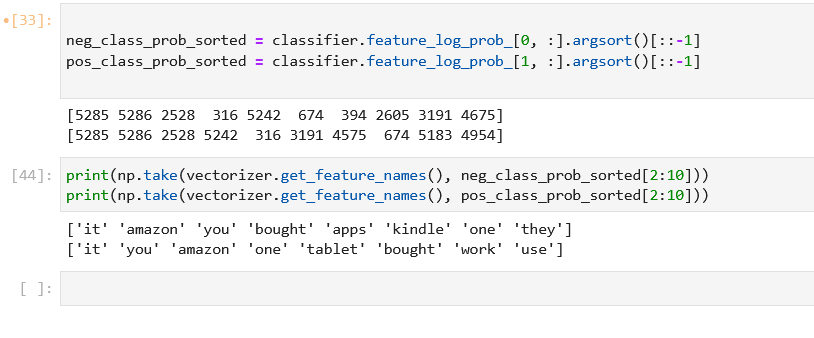 [33]:
neg_class_prob_sorted = classifier.feature_log_prob_[0, :].argsort()[::-1]
pos_class_prob_sorted = classifier.feature_log_prob_[1, :].argsort()[::-1]
[5285 5286 2528  316 5242  674  394 2605 3191 4675]
[5285 5286 2528 5242  316 3191 4575  674 5183 4954]
[44]: print(np.take(vectorizer.get_feature_names(), neg_class_prob_sorted[2:10]))
print(np.take(vectorizer.get_feature_names(), pos_class_prob_sorted[2:10]))
['it' 'amazon' 'you' 'bought' 'apps' 'kindle' 'one' 'they']
['it' 'you' 'amazon' 'one' 'tablet' 'bought' 'work' 'use']
[ ]: